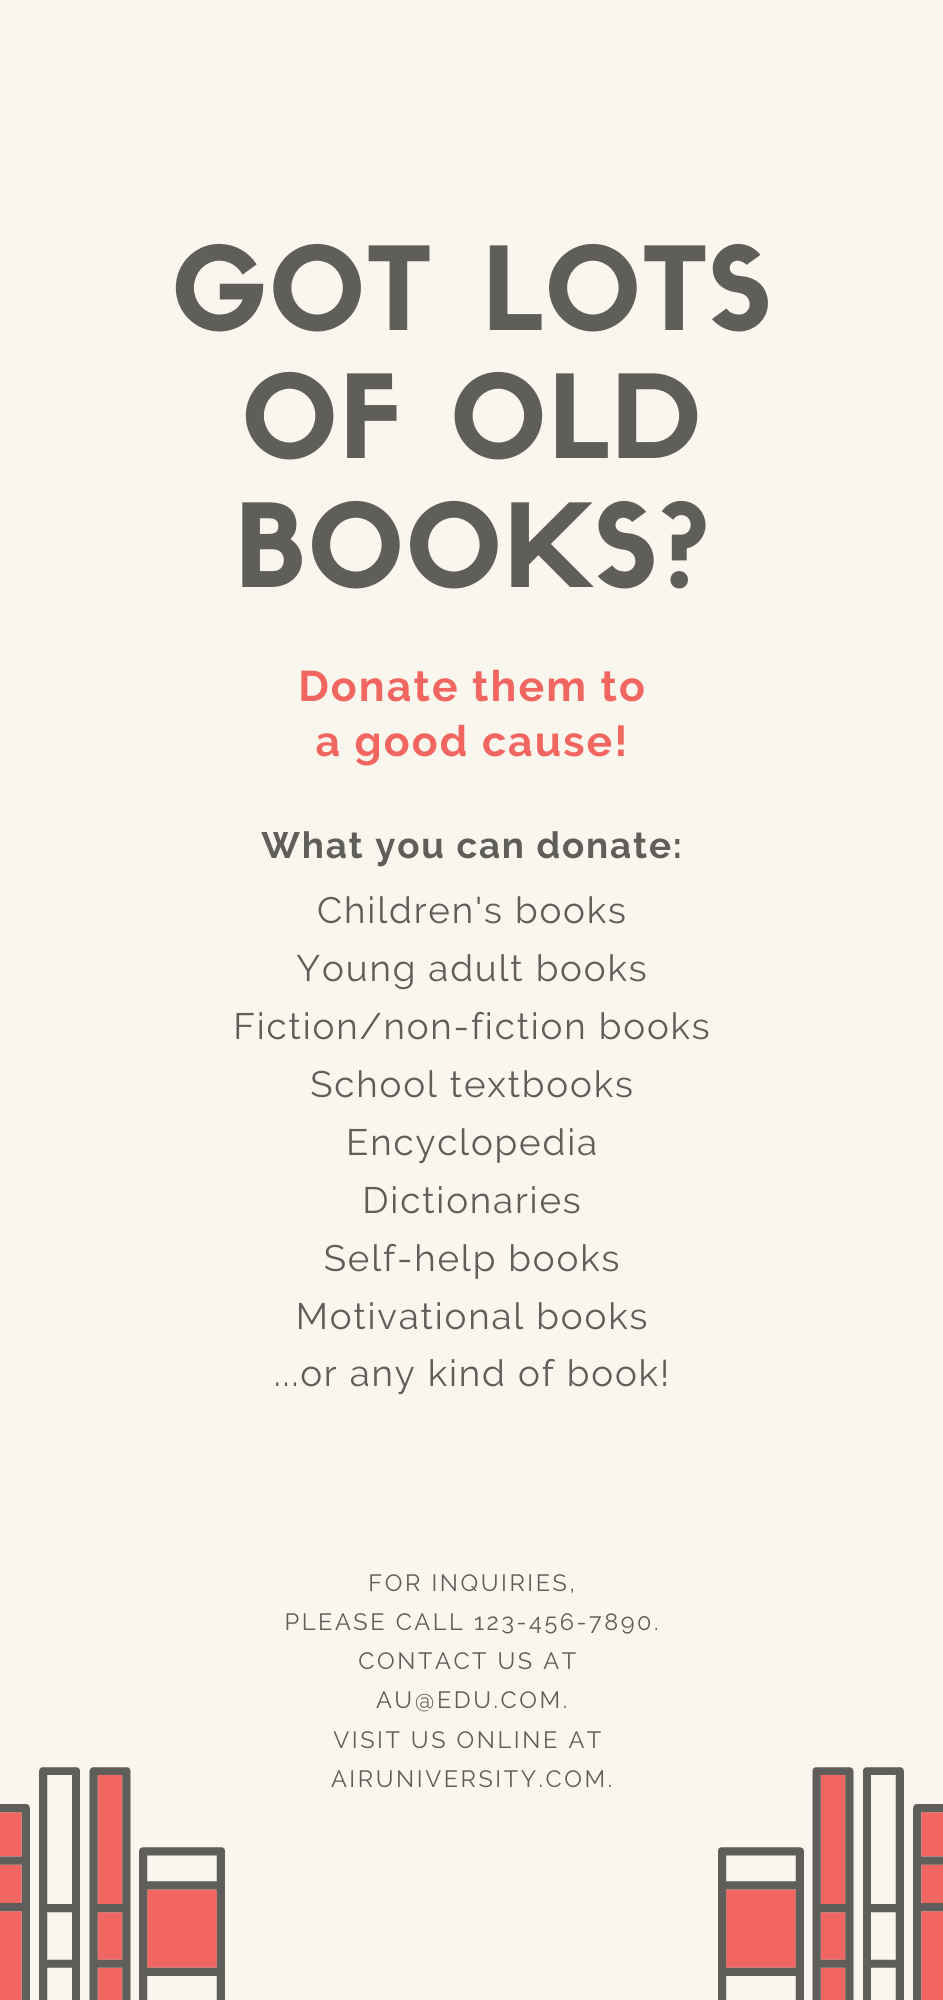 GOT LOTS
OF OLD
BOOKS?
Donate them to
a good cause!
What you can donate:
Children's books
Young adult books
Fiction/non-fiction books
School textbooks
Encyclopedia
Dictionaries
Self-help books
Motivational books
...or any kind of book!
FOR INQUIRIES,
PLEASE CALL 123-456-7890.
CONTACT US AT
AU@EDU.COM.
VISIT US ONLINE AT
AIRUNIVERSITY.COM.